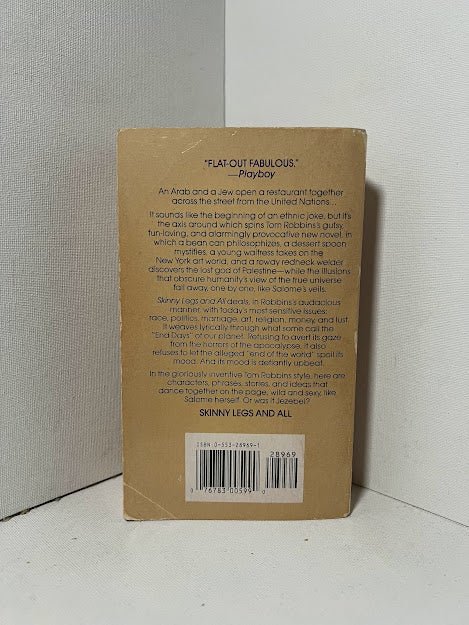 "FLAT-OUT FABULOUS."
—Playboy
An Arab and a Jew open a restaurant together
across the street from the United Nations...
It sounds like the beginning of an ethnic joke, but it's
the axis around which spins Tom Robbins's gutsy,
fun-loving, and alarmingly provocative new novel, in
which a bean can philosophizes, a dessert spoon
mystifies, a young waitress takes on the
New York art world, and a rowdy redneck welder
discovers the lost god of Palestine—while the illusions
that obscure humanity's view of the true universe
fall away, one by one, like Salome's veils.
Skinny Legs and All deals, in Robbins's audacious
manner, with today's most sensitive issues:
race, politics, marriage, art, religion, money, and lust.
It weaves lyrically through what some call the
"End Days" of our planet. Refusing to avert its gaze
from the horrors of the apocalypse, it also
refuses to let the alleged "end of the world" spoil its
mood. And its mood is defiantly upbeat.
In the gloriously inventive Tom Robbins style, here are
characters, phrases, stories, and ideas that
dance together on the page, wild and sexy, like
Salome herself. Or was it Jezebel?
SKINNY LEGS AND ALL
ISBN 0-553-28969-1
28969
0 76783 00599 0